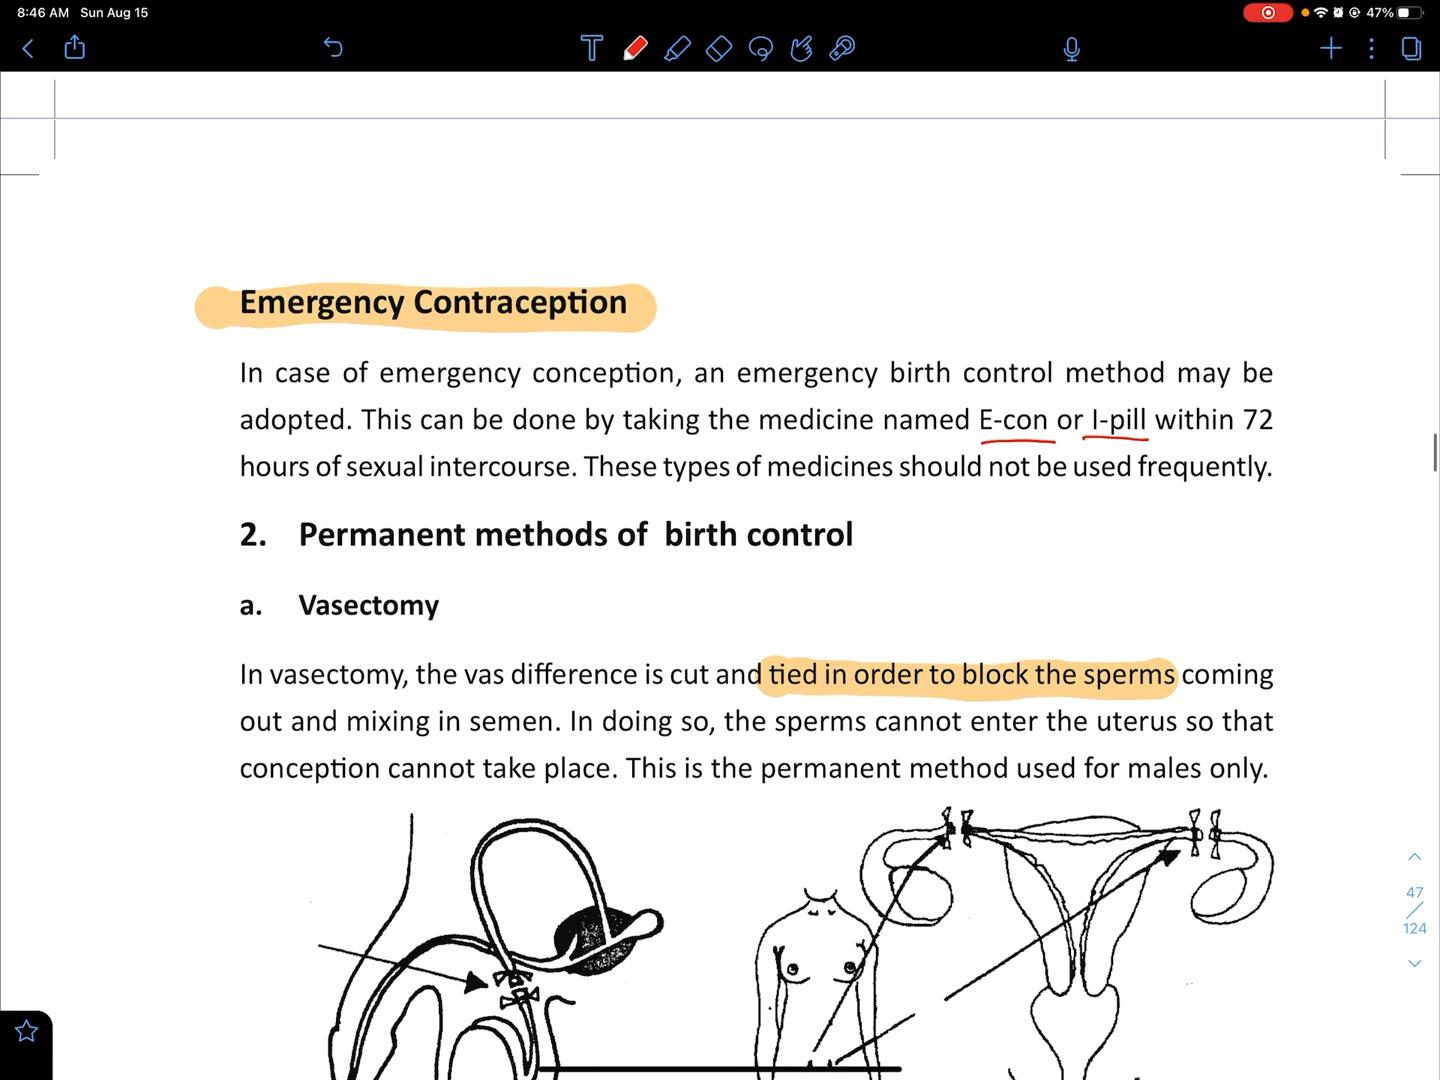 8:46 AM Sun Aug 15
47%
Emergency Contraception
In case of emergency conception, an emergency birth control method may be
adopted. This can be done by taking the medicine named E-con or I-pill within 72
hours of sexual intercourse. These types of medicines should not be used frequently.
2. Permanent methods of birth control
a. Vasectomy
In vasectomy, the vas difference is cut and tied in order to block the sperms coming
out and mixing in semen. In doing so, the sperms cannot enter the uterus so that
conception cannot take place. This is the permanent method used for males only.
47
124